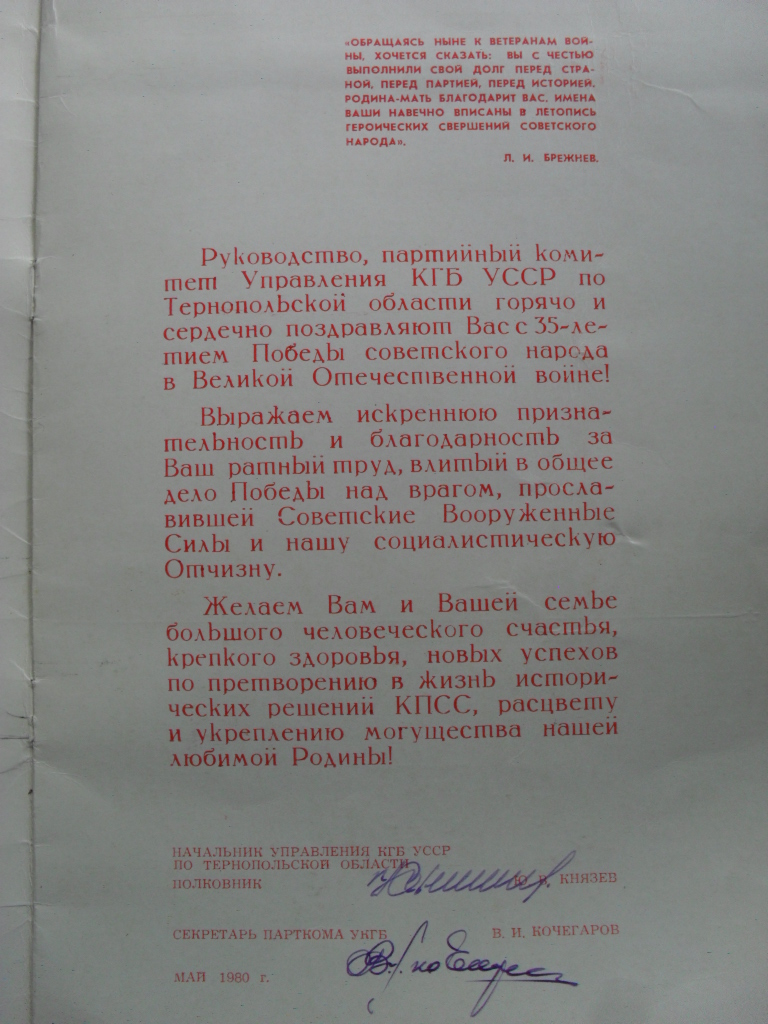 «ОБРАЩАЯСЬ НЫНЕ К ВЕТЕРАНАМ ВОЙ-
НЫ, ХОЧЕТСЯ СКАЗАТЬ: ВЫ С ЧЕСТЬЮ
ВЫПОЛНИЛИ СВОЙ ДОЛГ ПЕРЕД СТРА-
НОЙ, ПЕРЕД ПАРТИЕЙ, ПЕРЕД ИСТОРИЕЙ.
РОДИНА-МАТЬ БЛАГОДАРИТ ВАС. ИМЕНА
ВАШИ НАВЕЧНО ВПИСАНЫ В ЛЕТОПИСЬ
ГЕРОИЧЕСКИХ СВЕРШЕНИЙ СОВЕТСКОГО
НАРОДА».
Л. И. БРЕЖНЕВ.
Руководство, партийный коми-
тет Управления КГБ УССР по
Тернопольской области горячо и
сердечно поздравляют Вас с 35-ле-
тием Победы советского народа
в Великой Отечественной войне!
Выражаем искреннюю призна-
тельность и благодарность за
Ваш ратный труд, влитый в общее
дело Победы над врагом, просла-
вившей Советские Вооруженные
Силы и нашу социалистическую
Отчизну.
Желаем Вам и Вашей семье
большого человеческого счастья,
крепкого здоровья, новых успехов
по претворению в жизнь истори-
ческих решений КПСС, расцвету
и укреплению могущества нашей
любимой Родины!
НАЧАЛЬНИК УПРАВЛЕНИЯ КГБ УССР
ПО ТЕРНОПОЛЬСКОЙ ОБЛАСТИ
ПОЛКОВНИК КНЯЗЕВ
СЕКРЕТАРЬ ПАРТКОМА УКГБ В. И. КОЧЕГАРОВ
МАЙ 1980 г.